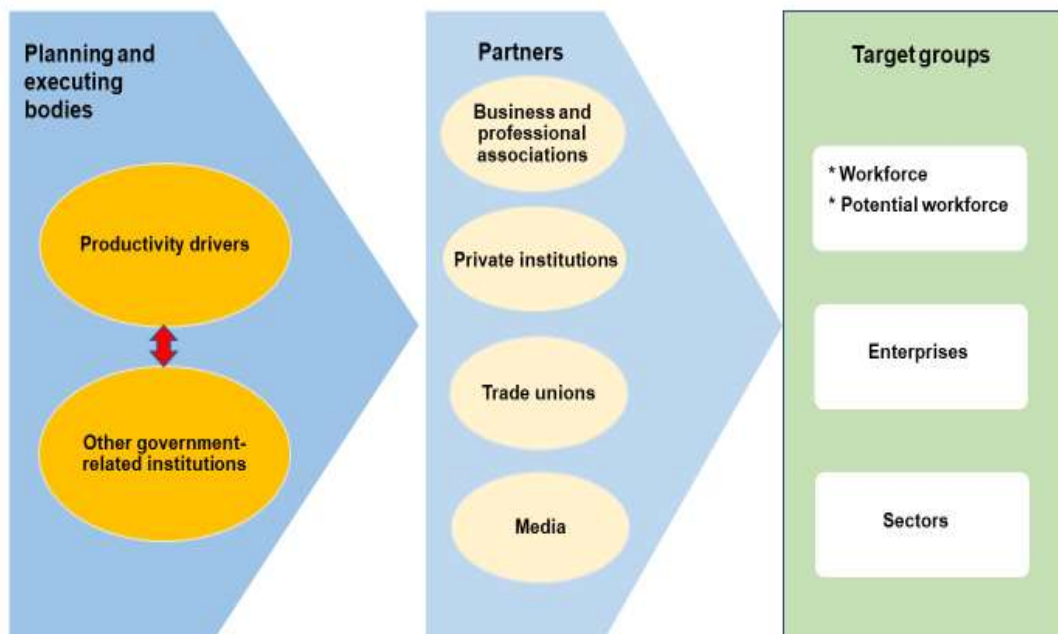 Planning and
executing
bodies
Productivity drivers
Other government-
related institutions
Partners
Business and
professional
associations
Private institutions
Trade unions
Media
Target groups
* Workforce
* Potential workforce
Enterprises
Sectors